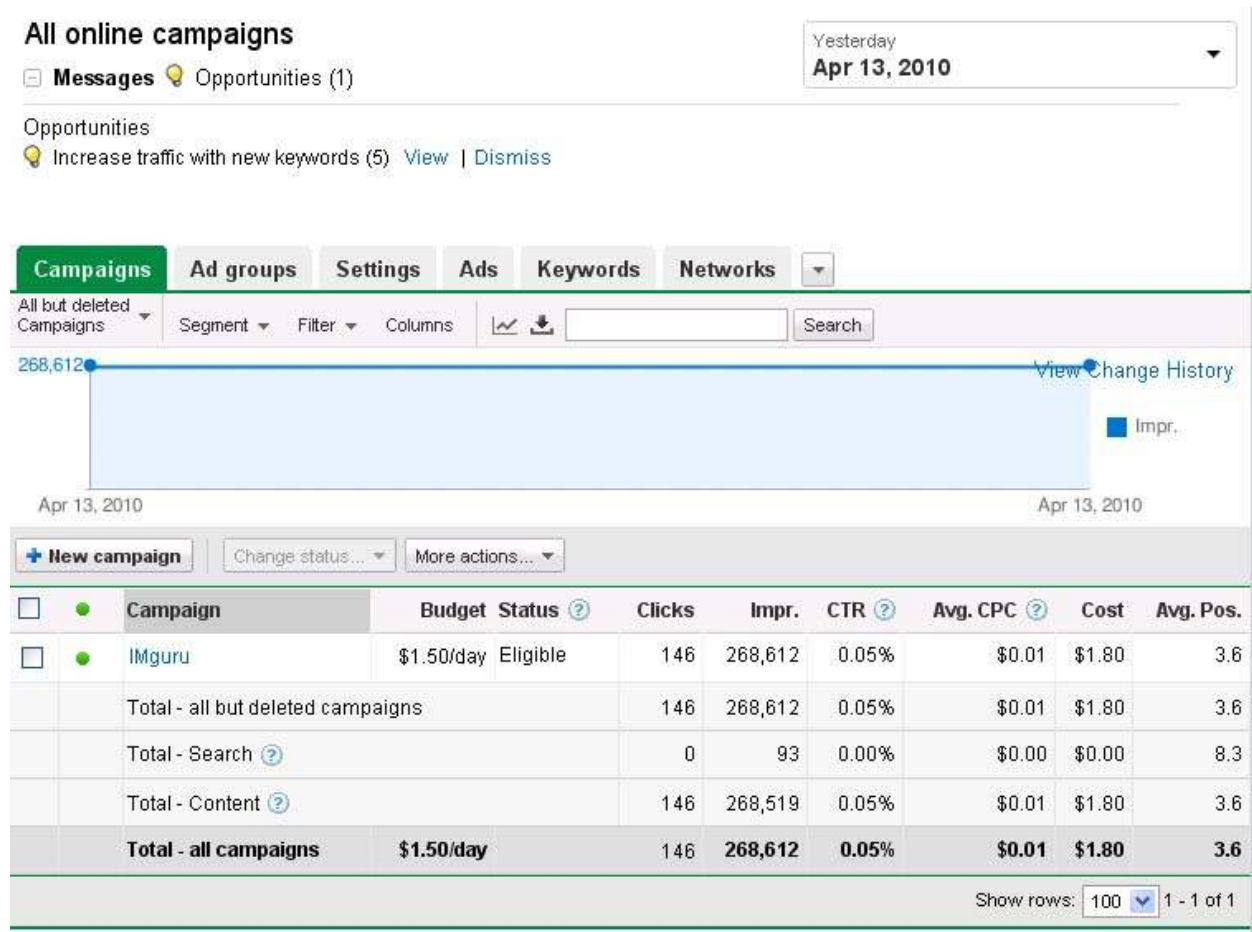 All online campaigns
Yesterday
Apr 13, 2010
Messages Opportunities (1)
Opportunities
Increase traffic with new keywords (5) View | Dismiss
Campaigns Ad groups Settings Ads Keywords Networks
All but deleted
Campaigns Segment Filter Columns Search
268,612 View Change History
Impr.
Apr 13, 2010 Apr 13, 2010
+ New campaign Change status... More actions...
Campaign Budget Status ? Clicks Impr. CTR ? Avg. CPC ? Cost Avg. Pos.
IMguru $1.50/day Eligible 146 268,612 0.05% $0.01 $1.80 3.6
Total - all but deleted campaigns 146 268,612 0.05% $0.01 $1.80 3.6
Total - Search ? 0 93 0.00% $0.00 $0.00 8.3
Total - Content ? 146 268,519 0.05% $0.01 $1.80 3.6
Total - all campaigns $1.50/day 146 268,612 0.05% $0.01 $1.80 3.6
Show rows: 100 1 - 1 of 1